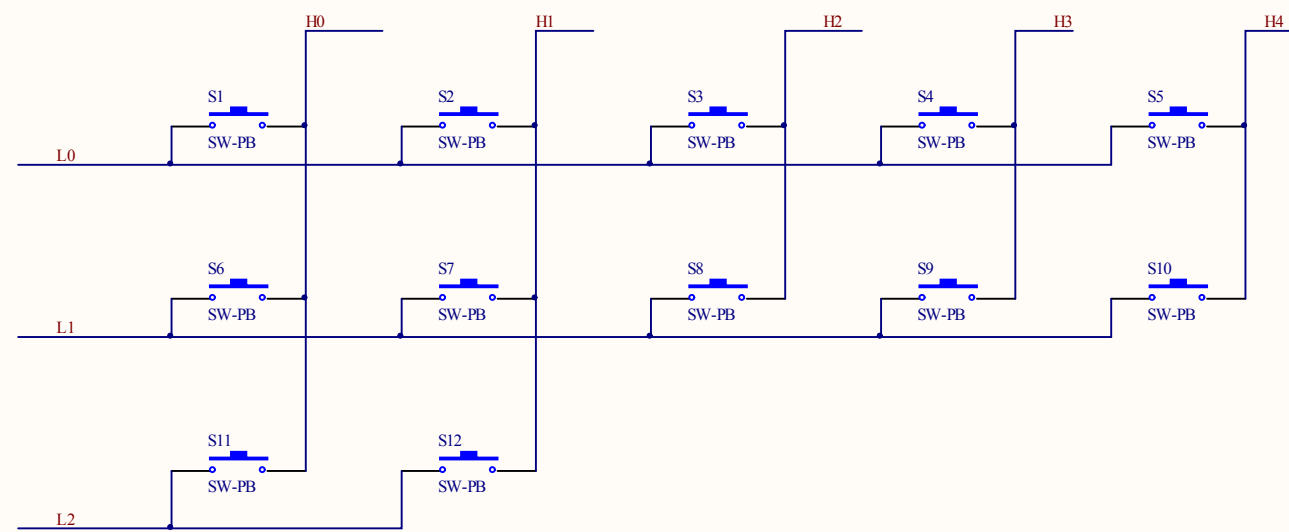 H0 H1 H2 H3 H4
S1 S2 S3 S4 S5
SW-PB SW-PB SW-PB SW-PB SW-PB
L0
S6 S7 S8 S9 S10
SW-PB SW-PB SW-PB SW-PB SW-PB
L1
S11 S12
SW-PB SW-PB
L2